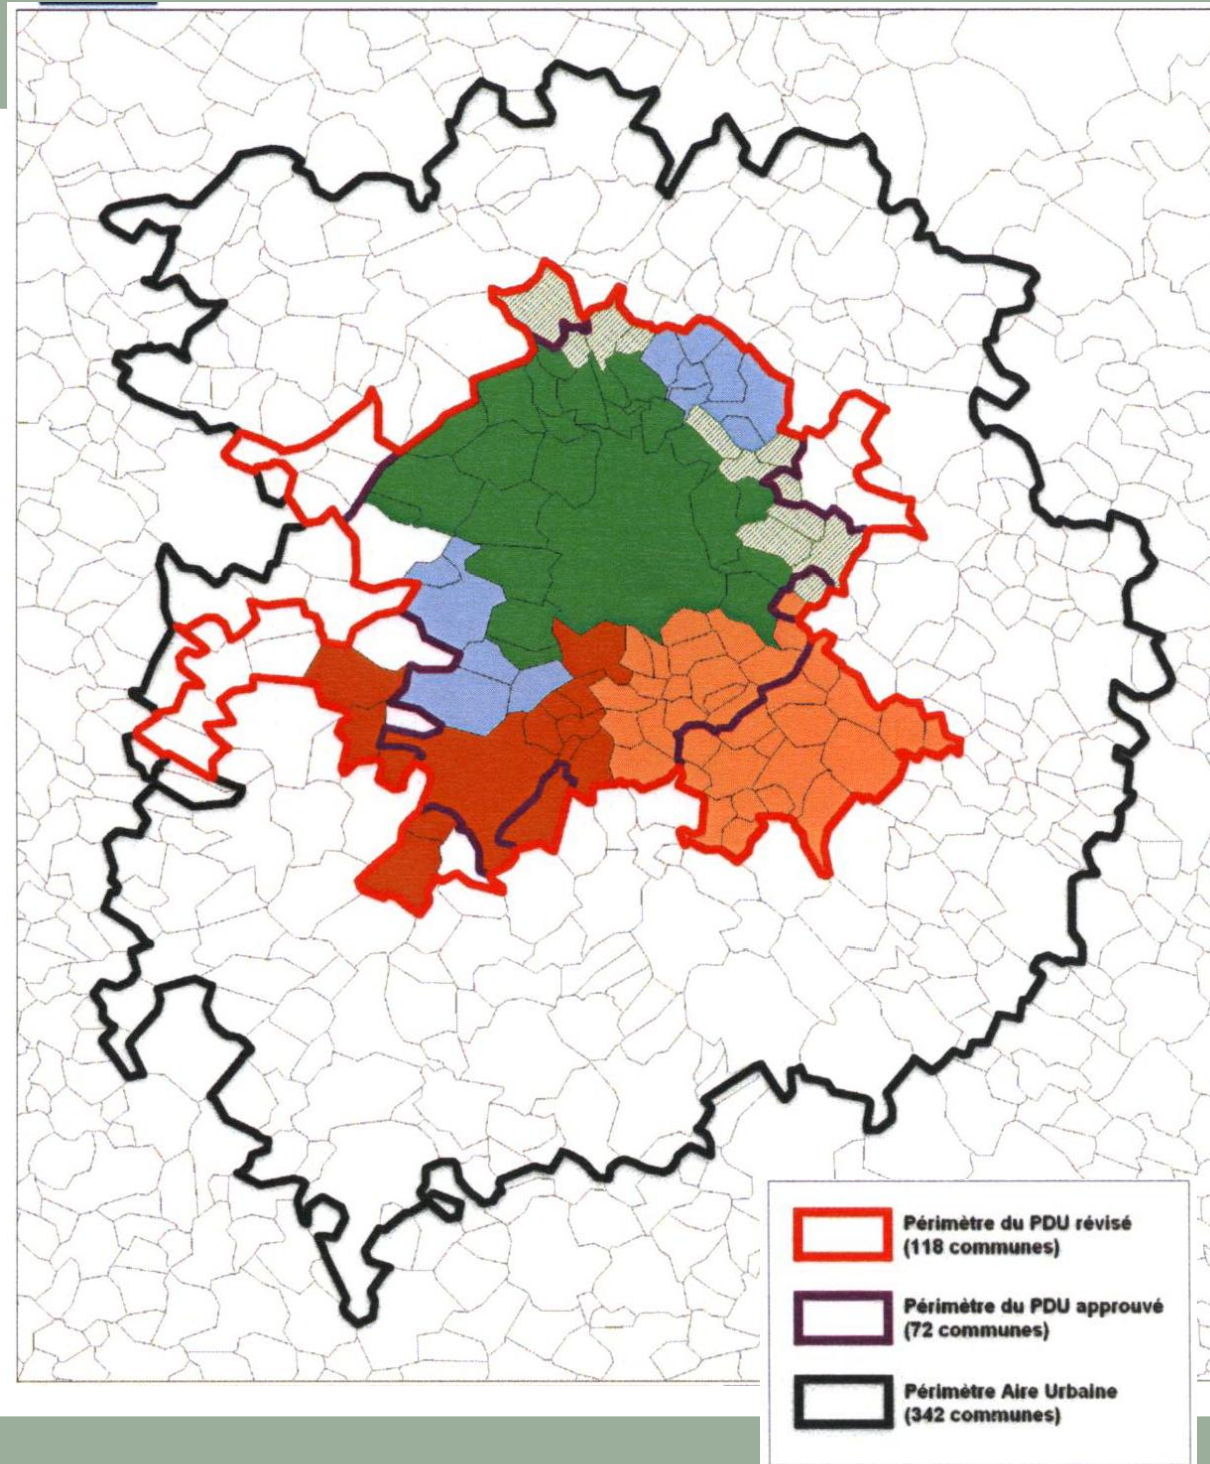 Périmètre du PDU révisé
(118 communes)
Périmètre du PDU approuvé
(72 communes)
Périmètre Aire Urbaine
(342 communes)